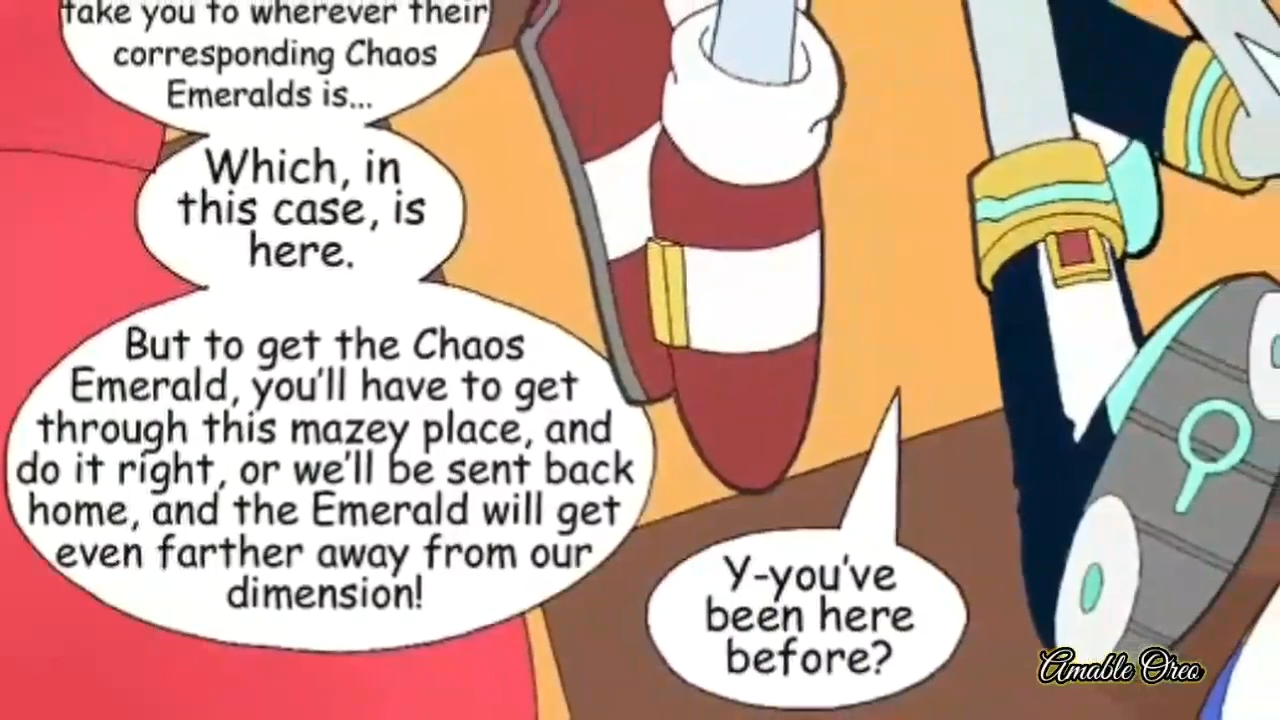 take you to wherever their
corresponding Chaos
Emeralds is...
Which, in
this case, is
here.
But to get the Chaos
Emerald, you'll have to get
through this mazey place, and
do it right, or we'll be sent back
home, and the Emerald will get
even farther away from our
dimension!
Y-you've
been here
before?
Amable Oreo